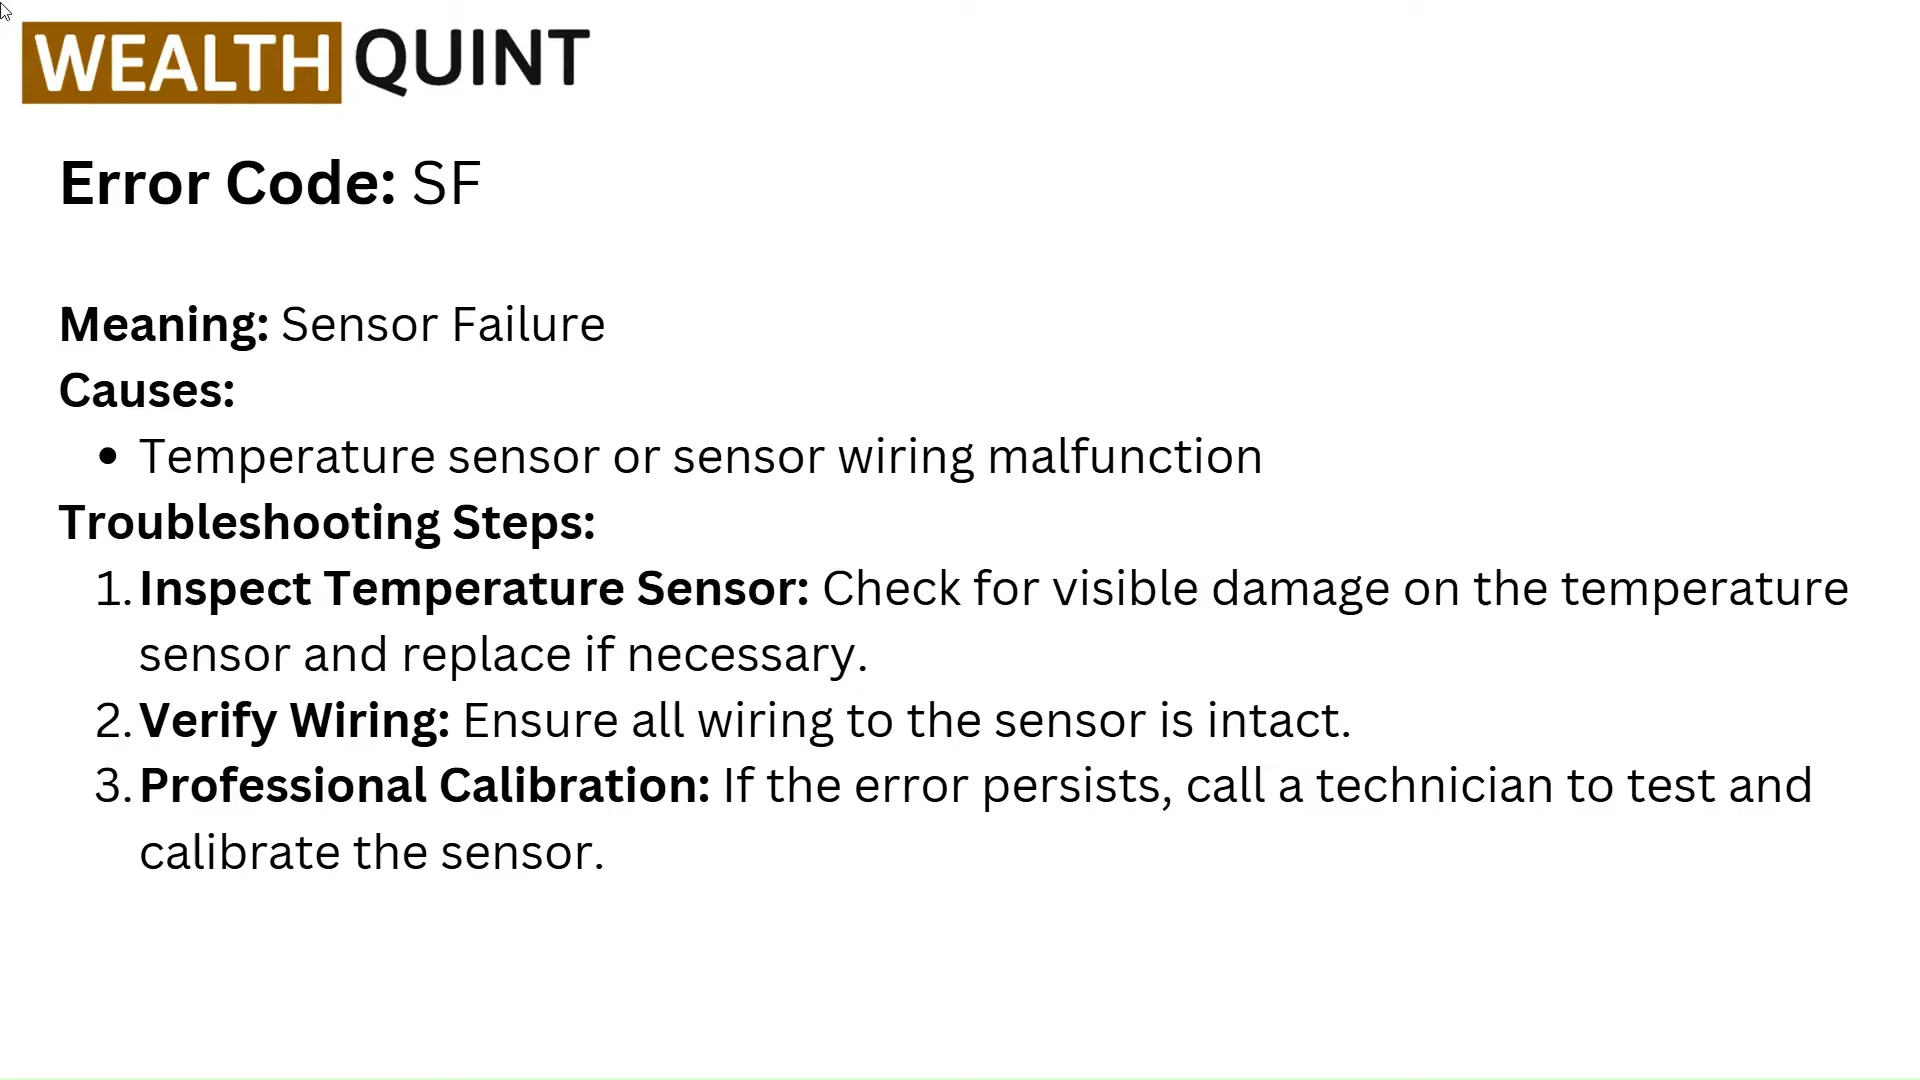 WEALTH QUINT
Error Code: SF
Meaning: Sensor Failure
Causes:
• Temperature sensor or sensor wiring malfunction
Troubleshooting Steps:
1. Inspect Temperature Sensor: Check for visible damage on the temperature
sensor and replace if necessary.
2. Verify Wiring: Ensure all wiring to the sensor is intact.
3. Professional Calibration: If the error persists, call a technician to test and
calibrate the sensor.